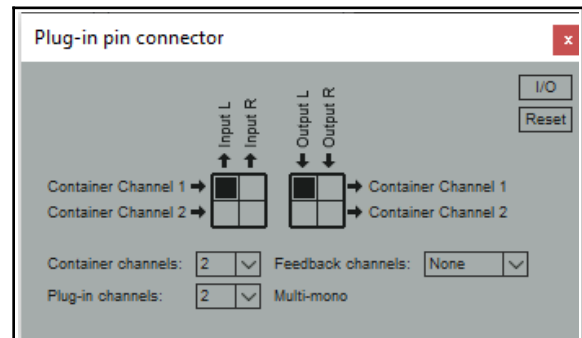 Plug-in pin connector
x
I/O
Reset
Input L
Input R
Output L
Output R
Container Channel 1
Container Channel 1
Container Channel 2
Container Channel 2
Container channels: 2 Feedback channels: None
Plug-in channels: 2 Multi-mono